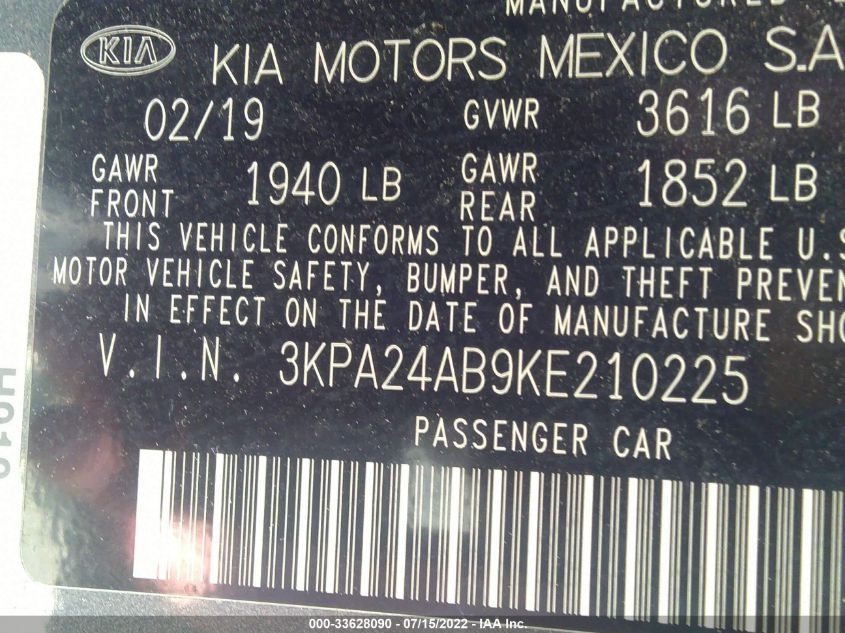 MANUFACTURED
KIA KIA MOTORS MEXICO S.A
02/19 GVWR 3616 LB
GAWR FRONT 1940 LB GAWR REAR 1852 LB
THIS VEHICLE CONFORMS TO ALL APPLICABLE U.S
MOTOR VEHICLE SAFETY, BUMPER, AND THEFT PREVEN
IN EFFECT ON THE DATE OF MANUFACTURE SHO
V.I.N. 3KPA24AB9KE210225
PASSENGER CAR
000-33628090 - 07/15/2022 - IAA Inc.